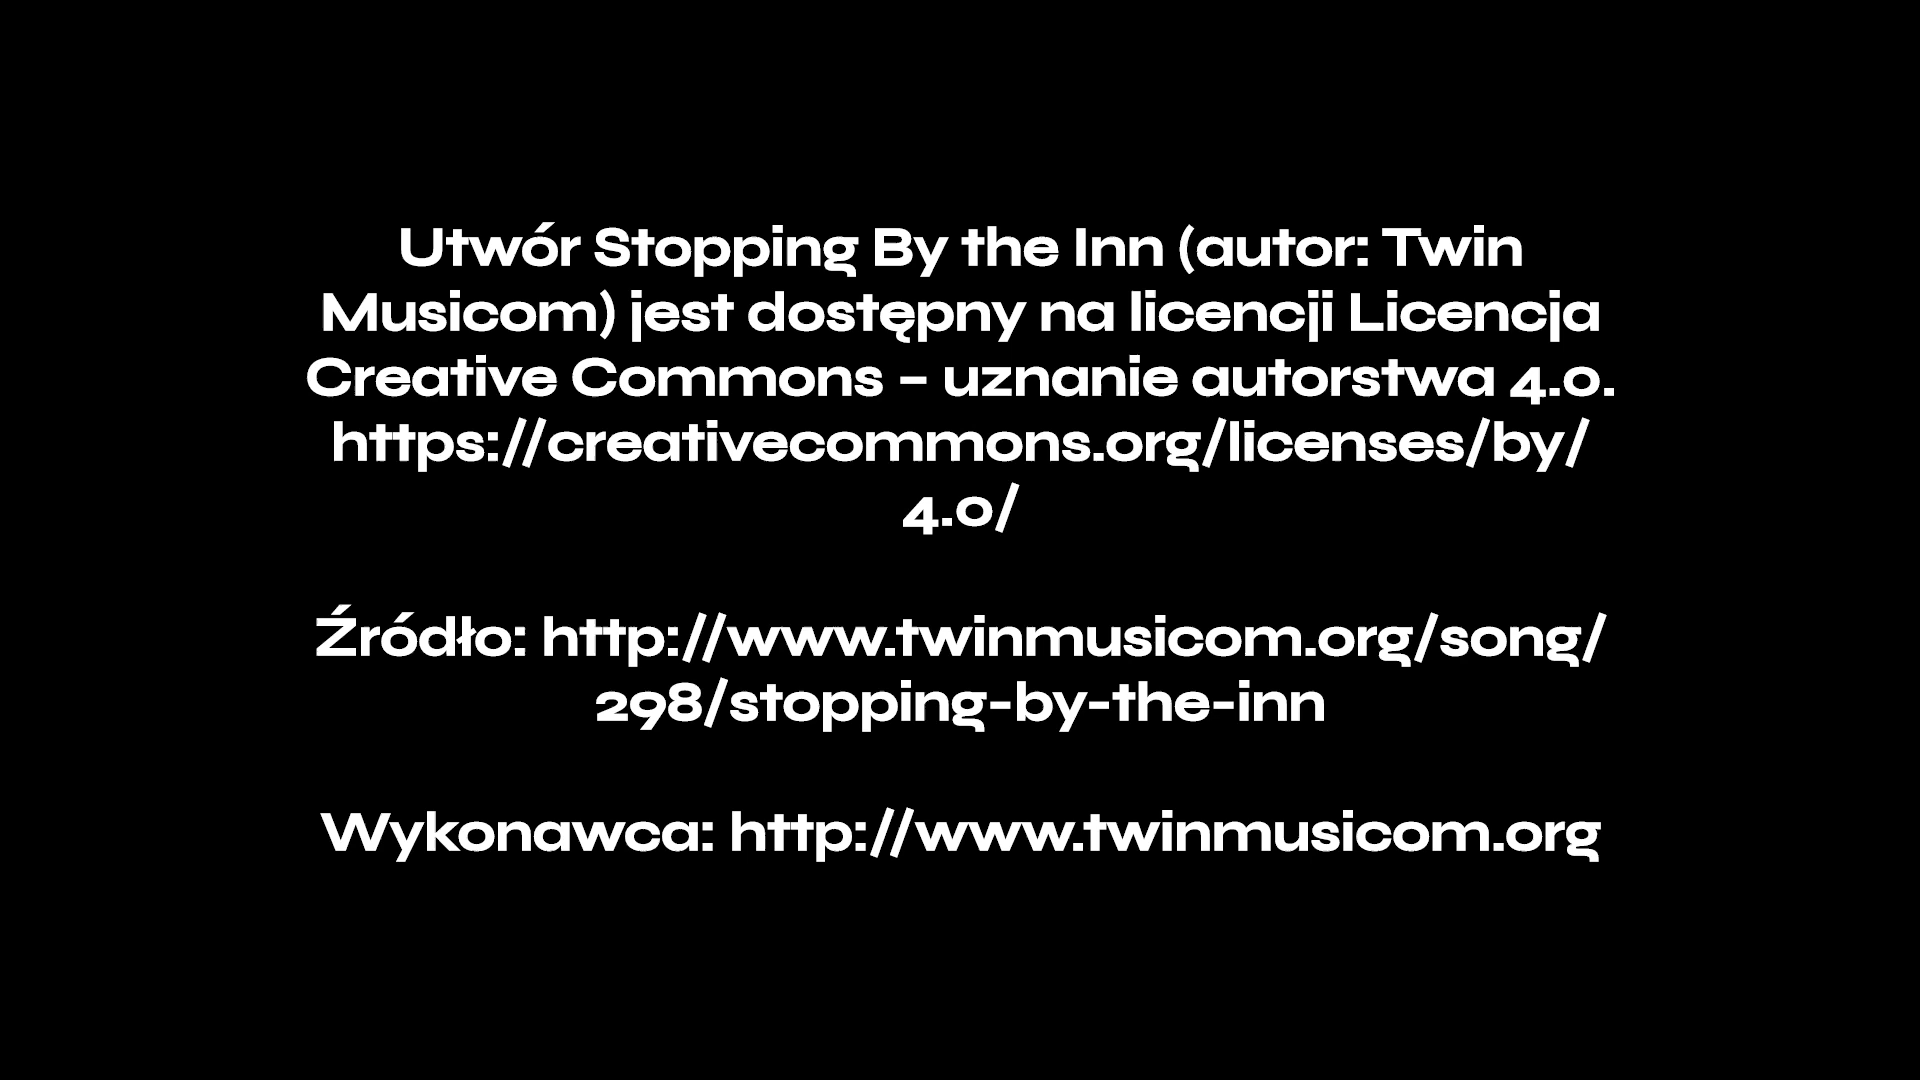 Utwór Stopping By the Inn (autor: Twin
Musicom) jest dostępny na licencji Licencja
Creative Commons – uznanie autorstwa 4.0.
https://creativecommons.org/licenses/by/
4.0/
Źródło: http://www.twinmusicom.org/song/
298/stopping-by-the-inn
Wykonawca: http://www.twinmusicom.org